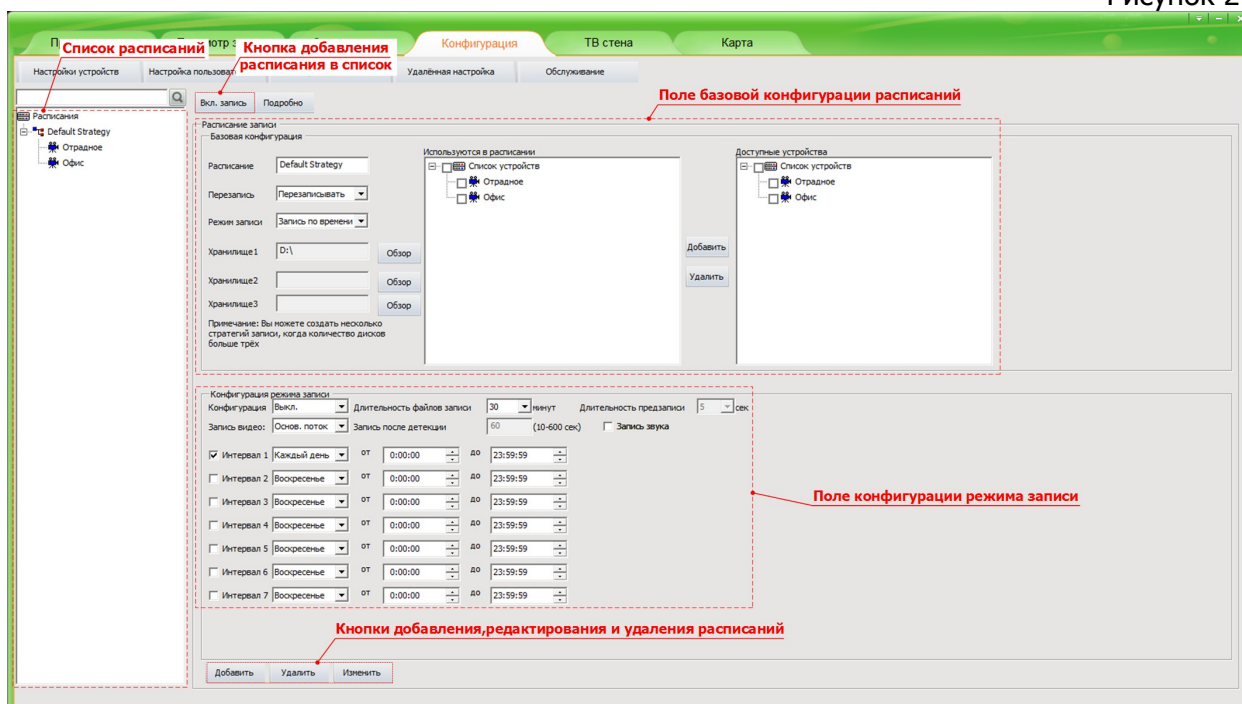 Рисунок 2
Конфигурация ТВ стена Карта
Список расписаний
Кнопка добавления
расписания в список
Настройки устройств Удалённая настройка Обслуживание
Вкл. запись Подробно
Поле базовой конфигурации расписаний
Расписания
Default Strategy
Отрадное
Офис
Расписание записи
Базовая конфигурация
Расписание Default Strategy
Перезапись Перезаписывать
Режим записи Запись по времени
Хранилище1 D:\ Обзор
Хранилище2 Обзор
Хранилище3 Обзор
Примечание: Вы можете создать несколько
стратегий записи, когда количество дисков
больше трёх
Используются в расписании
Список устройств
Отрадное
Офис
Добавить
Удалить
Доступные устройства
Список устройств
Отрадное
Офис
Конфигурация режима записи
Конфигурация Выкл. Длительность файлов записи 30 минут Длительность предзаписи 5 сек
Запись видео: Основ. поток Запись после детекции 60 (10-600 сек) Запись звука
Интервал 1 Каждый день от 0:00:00 до 23:59:59
Интервал 2 Воскресенье от 0:00:00 до 23:59:59
Интервал 3 Воскресенье от 0:00:00 до 23:59:59
Интервал 4 Воскресенье от 0:00:00 до 23:59:59
Интервал 5 Воскресенье от 0:00:00 до 23:59:59
Интервал 6 Воскресенье от 0:00:00 до 23:59:59
Интервал 7 Воскресенье от 0:00:00 до 23:59:59
Поле конфигурации режима записи
Кнопки добавления,редактирования и удаления расписаний
Добавить Удалить Изменить